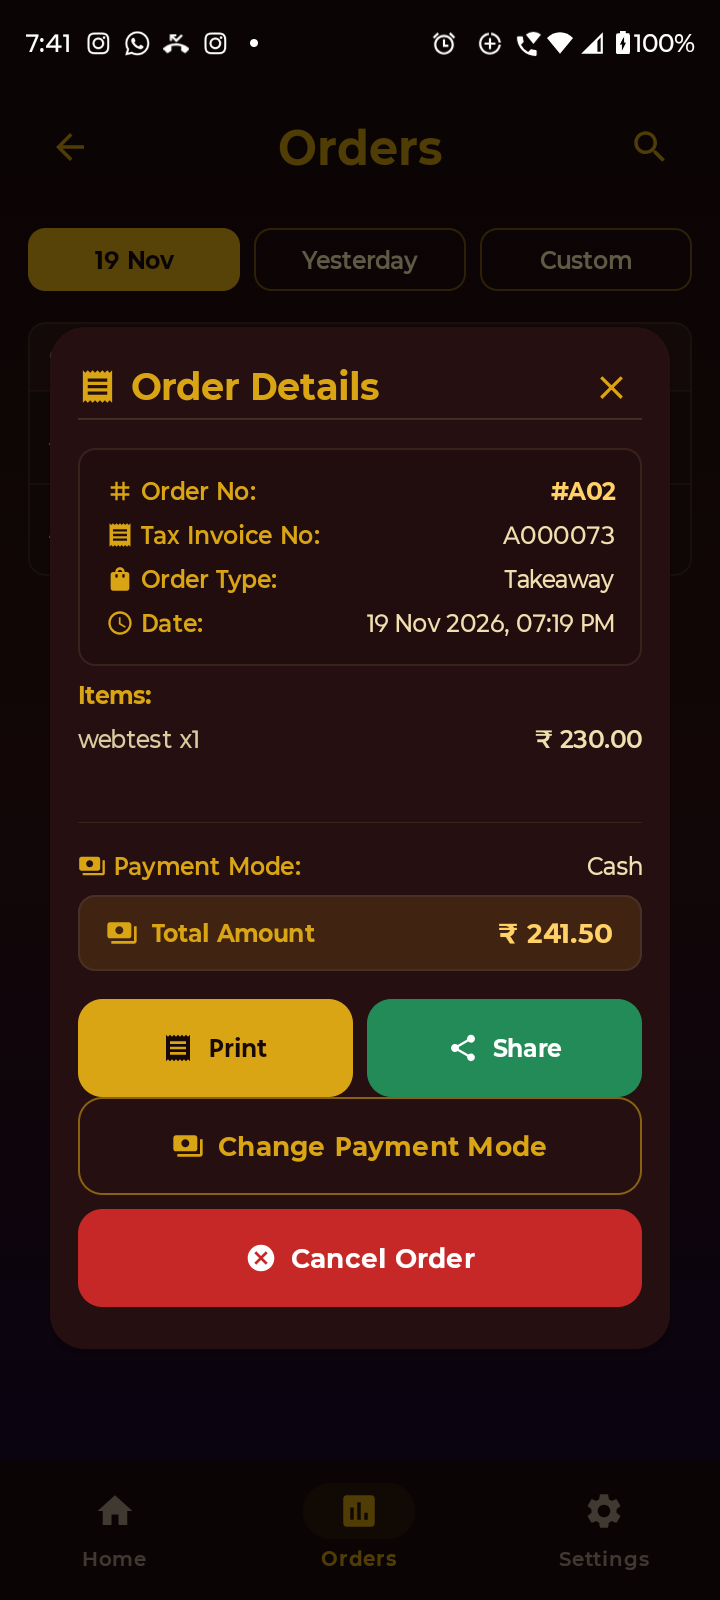 7:41 100%
Orders
19 Nov Yesterday Custom
Order Details
Order No: #A02
Tax Invoice No: A000073
Order Type: Takeaway
Date: 19 Nov 2026, 07:19 PM
Items:
webtest x1 ₹ 230.00
Payment Mode: Cash
Total Amount ₹ 241.50
Print Share
Change Payment Mode
Cancel Order
Home Orders Settings